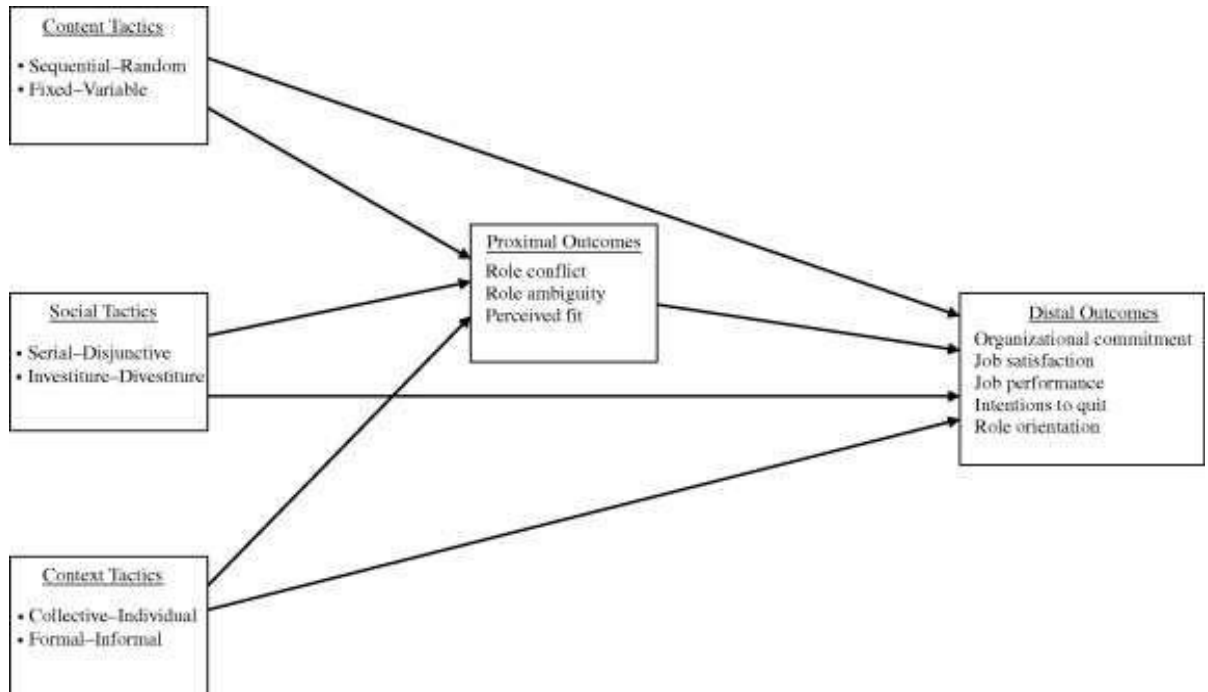 Content Tactics
• Sequential–Random
• Fixed–Variable
Proximal Outcomes
Role conflict
Role ambiguity
Perceived fit
Social Tactics
• Serial–Disjunctive
• Investiture–Divestiture
Distal Outcomes
Organizational commitment
Job satisfaction
Job performance
Intentions to quit
Role orientation
Context Tactics
• Collective–Individual
• Formal–Informal